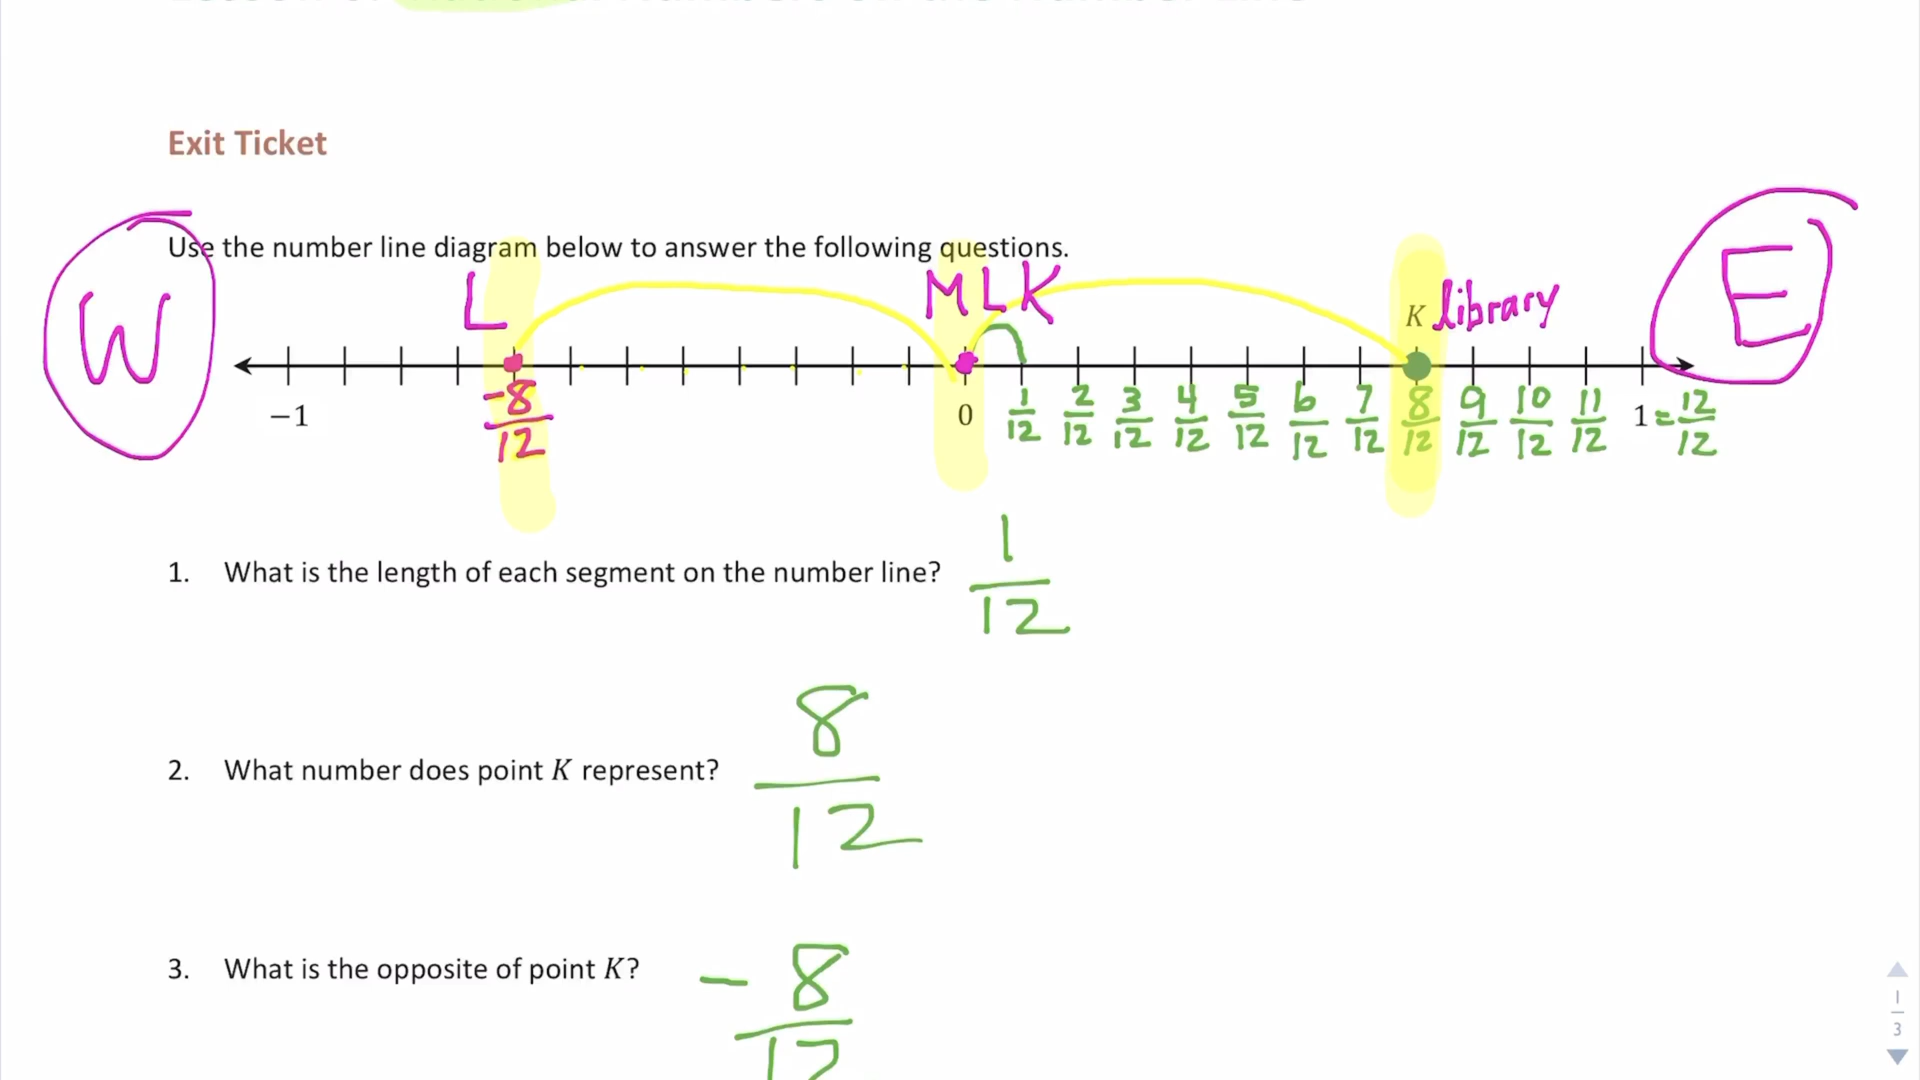 Exit Ticket
Use the number line diagram below to answer the following questions.
W L MLK K library E
−1 -8/12 0 1/12 2/12 3/12 4/12 5/12 6/12 7/12 8/12 9/12 10/12 11/12 1 = 12/12
1. What is the length of each segment on the number line? 1/12
2. What number does point K represent? 8/12
3. What is the opposite of point K? - 8/12
1
3